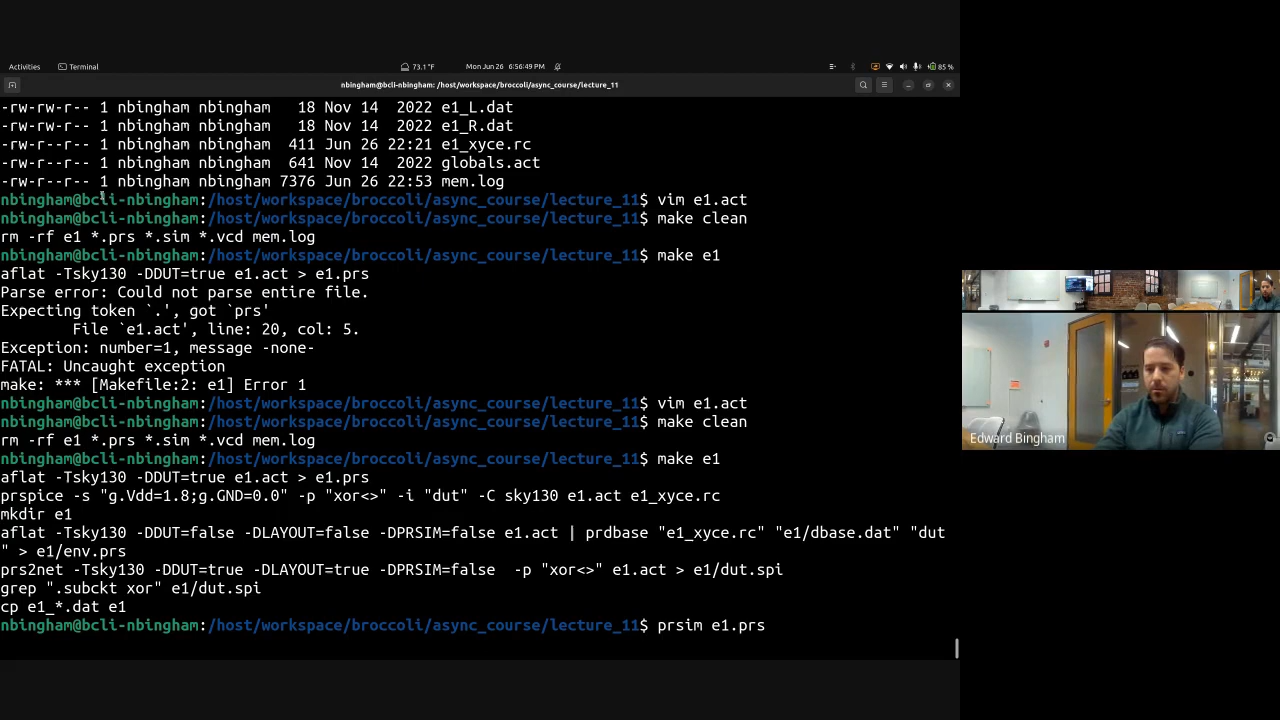 Activities
Terminal
73.1 °F
Mon Jun 26 6:56:49 PM
85 %
nbingham@bcli-nbingham: /host/workspace/broccoli/async_course/lecture_11
-rw-rw-r-- 1 nbingham nbingham   18 Nov 14  2022 e1_L.dat
-rw-rw-r-- 1 nbingham nbingham   18 Nov 14  2022 e1_R.dat
-rw-rw-r-- 1 nbingham nbingham  411 Jun 26 22:21 e1_xyce.rc
-rw-rw-r-- 1 nbingham nbingham  641 Nov 14  2022 globals.act
-rw-r--r-- 1 nbingham nbingham 7376 Jun 26 22:53 mem.log
nbingham@bcli-nbingham:/host/workspace/broccoli/async_course/lecture_11$ vim e1.act
nbingham@bcli-nbingham:/host/workspace/broccoli/async_course/lecture_11$ make clean
rm -rf e1 *.prs *.sim *.vcd mem.log
nbingham@bcli-nbingham:/host/workspace/broccoli/async_course/lecture_11$ make e1
aflat -Tsky130 -DDUT=true e1.act > e1.prs
Parse error: Could not parse entire file.
Expecting token `.', got `prs'
        File `e1.act', line: 20, col: 5.
Exception: number=1, message -none-
FATAL: Uncaught exception
make: *** [Makefile:2: e1] Error 1
nbingham@bcli-nbingham:/host/workspace/broccoli/async_course/lecture_11$ vim e1.act
nbingham@bcli-nbingham:/host/workspace/broccoli/async_course/lecture_11$ make clean
rm -rf e1 *.prs *.sim *.vcd mem.log
nbingham@bcli-nbingham:/host/workspace/broccoli/async_course/lecture_11$ make e1
aflat -Tsky130 -DDUT=true e1.act > e1.prs
prspice -s "g.Vdd=1.8;g.GND=0.0" -p "xor<>" -i "dut" -C sky130 e1.act e1_xyce.rc
mkdir e1
aflat -Tsky130 -DDUT=false -DLAYOUT=false -DPRSIM=false e1.act | prdbase "e1_xyce.rc" "e1/dbase.dat" "dut
" > e1/env.prs
prs2net -Tsky130 -DDUT=true -DLAYOUT=true -DPRSIM=false  -p "xor<>" e1.act > e1/dut.spi
grep ".subckt xor" e1/dut.spi
cp e1_*.dat e1
nbingham@bcli-nbingham:/host/workspace/broccoli/async_course/lecture_11$ prsim e1.prs
Edward Bingham